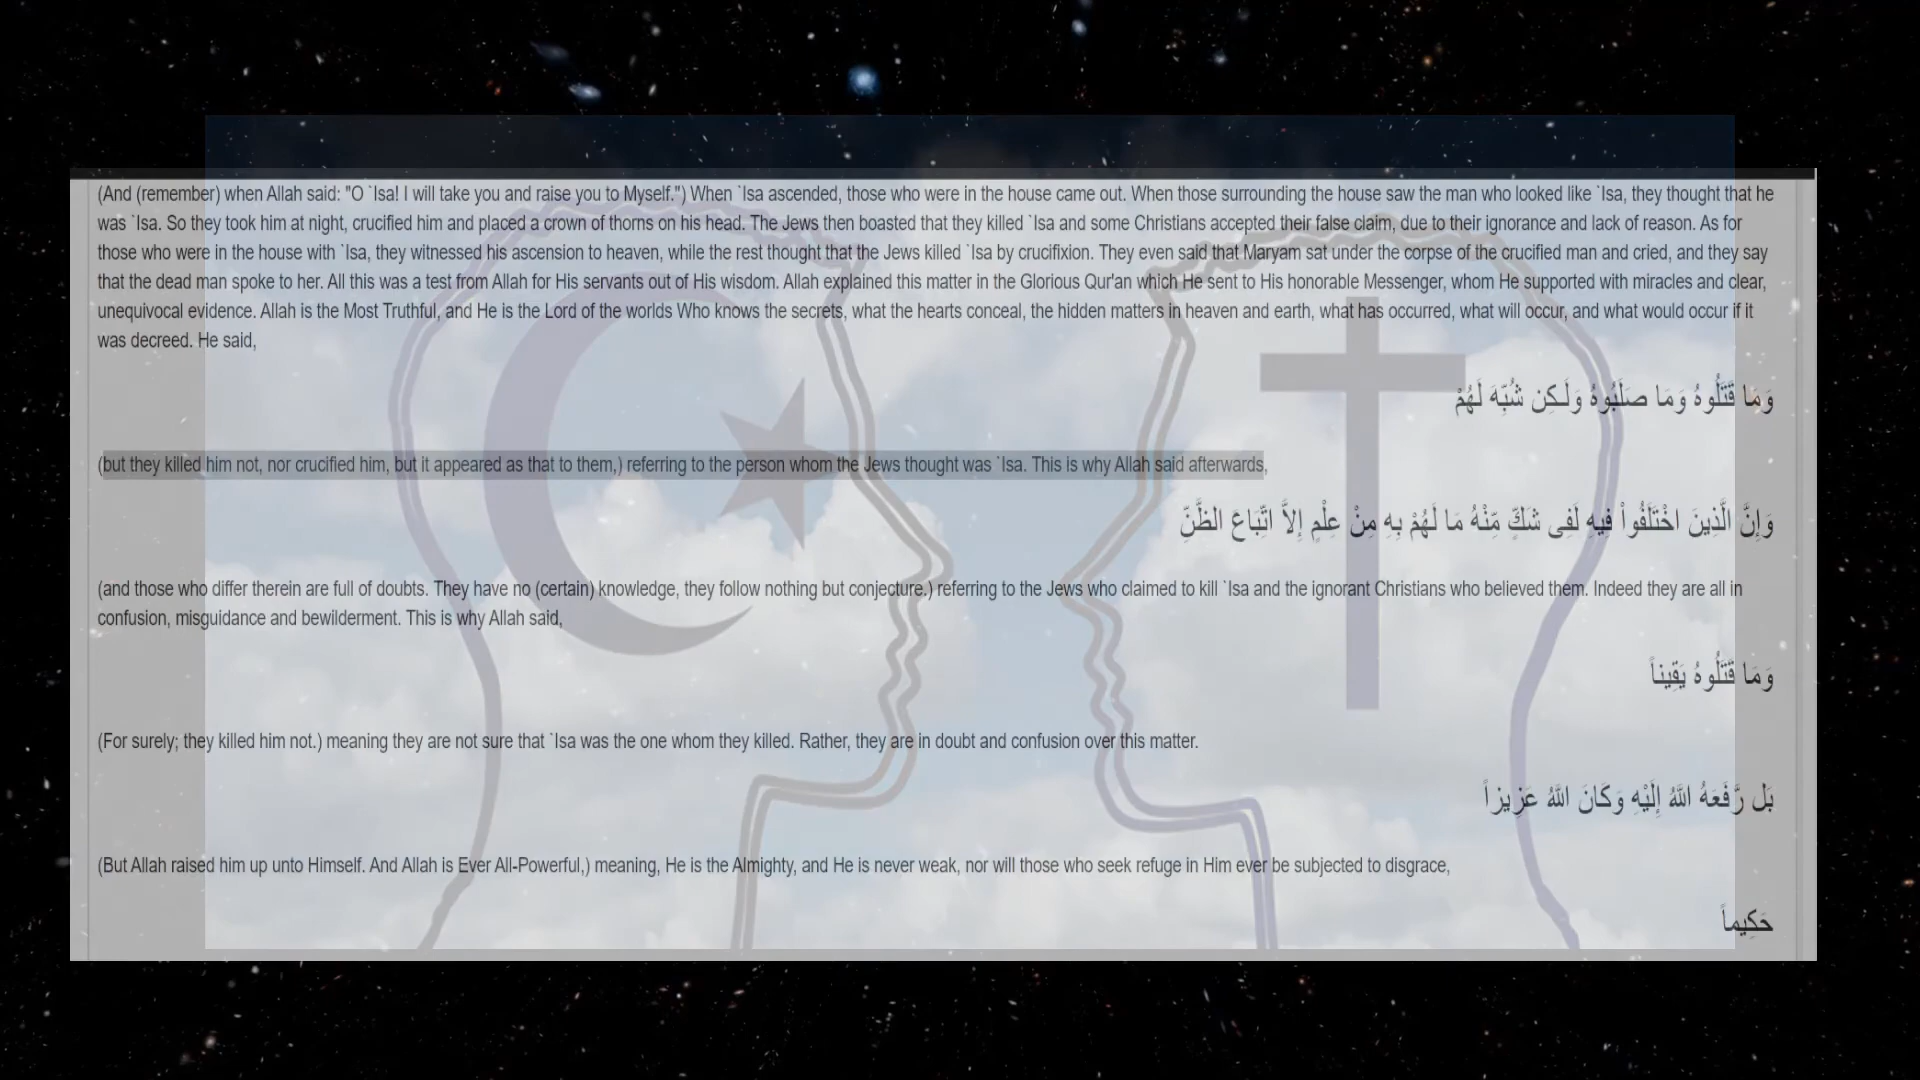 (And (remember) when Allah said: "O `Isa! I will take you and raise you to Myself.") When `Isa ascended, those who were in the house came out. When those surrounding the house saw the man who looked like `Isa, they thought that he
was `Isa. So they took him at night, crucified him and placed a crown of thorns on his head. The Jews then boasted that they killed `Isa and some Christians accepted their false claim, due to their ignorance and lack of reason. As for
those who were in the house with `Isa, they witnessed his ascension to heaven, while the rest thought that the Jews killed `Isa by crucifixion. They even said that Maryam sat under the corpse of the crucified man and cried, and they say
that the dead man spoke to her. All this was a test from Allah for His servants out of His wisdom. Allah explained this matter in the Glorious Qur'an which He sent to His honorable Messenger, whom He supported with miracles and clear,
unequivocal evidence. Allah is the Most Truthful, and He is the Lord of the worlds Who knows the secrets, what the hearts conceal, the hidden matters in heaven and earth, what has occurred, what will occur, and what would occur if it
was decreed. He said,
وَمَا قَتَلُوهُ وَمَا صَلَبُوهُ وَلَـكِن شُبِّهَ لَهُمْ
(but they killed him not, nor crucified him, but it appeared as that to them,) referring to the person whom the Jews thought was `Isa. This is why Allah said afterwards,
وَإِنَّ الَّذِينَ اخْتَلَفُواْ فِيهِ لَفِى شَكٍّ مِّنْهُ مَا لَهُمْ بِهِ مِنْ عِلْمٍ إِلاَّ اتِّبَاعَ الظَّنِّ
(and those who differ therein are full of doubts. They have no (certain) knowledge, they follow nothing but conjecture.) referring to the Jews who claimed to kill `Isa and the ignorant Christians who believed them. Indeed they are all in
confusion, misguidance and bewilderment. This is why Allah said,
وَمَا قَتَلُوهُ يَقِيناً
(For surely; they killed him not.) meaning they are not sure that `Isa was the one whom they killed. Rather, they are in doubt and confusion over this matter.
بَل رَّفَعَهُ اللَّهُ إِلَيْهِ وَكَانَ اللَّهُ عَزِيزاً
(But Allah raised him up unto Himself. And Allah is Ever All-Powerful,) meaning, He is the Almighty, and He is never weak, nor will those who seek refuge in Him ever be subjected to disgrace,
حَكِيماً